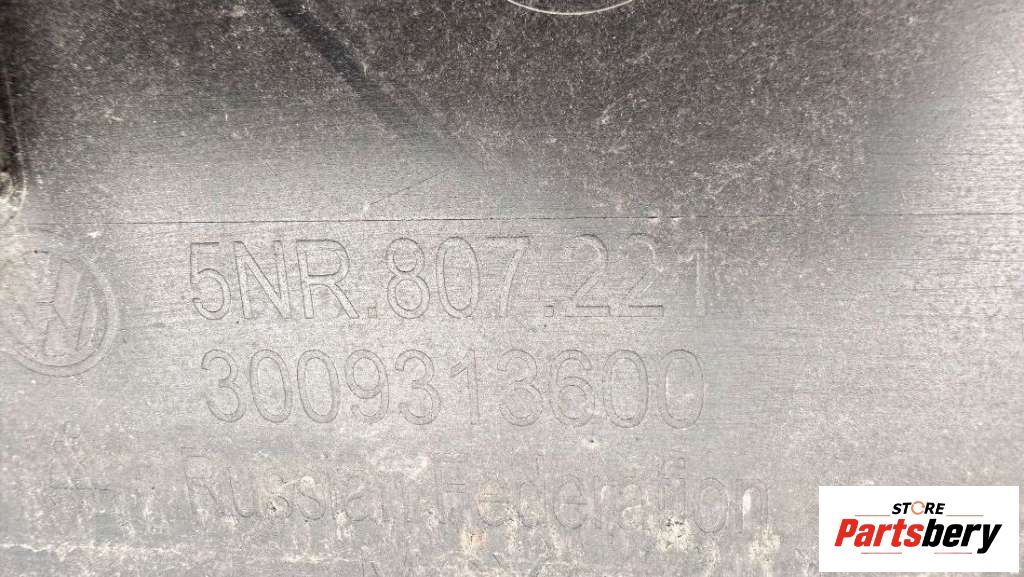 5NR.807.221
3009313600
Russian Federation
STORE
Partsbery